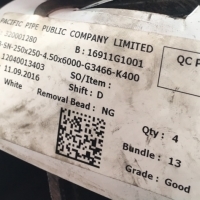 PACIFIC PIPE PUBLIC COMPANY LIMITED
320001280 B : 16911G1001 QC P
-SN-250x250-4.50x6000-G3466-K400
12040013403 SO/Item :
: 11.09.2016 Shift : D
White Removal Bead : NG
Qty : 4
Bundle : 13
Grade : Good